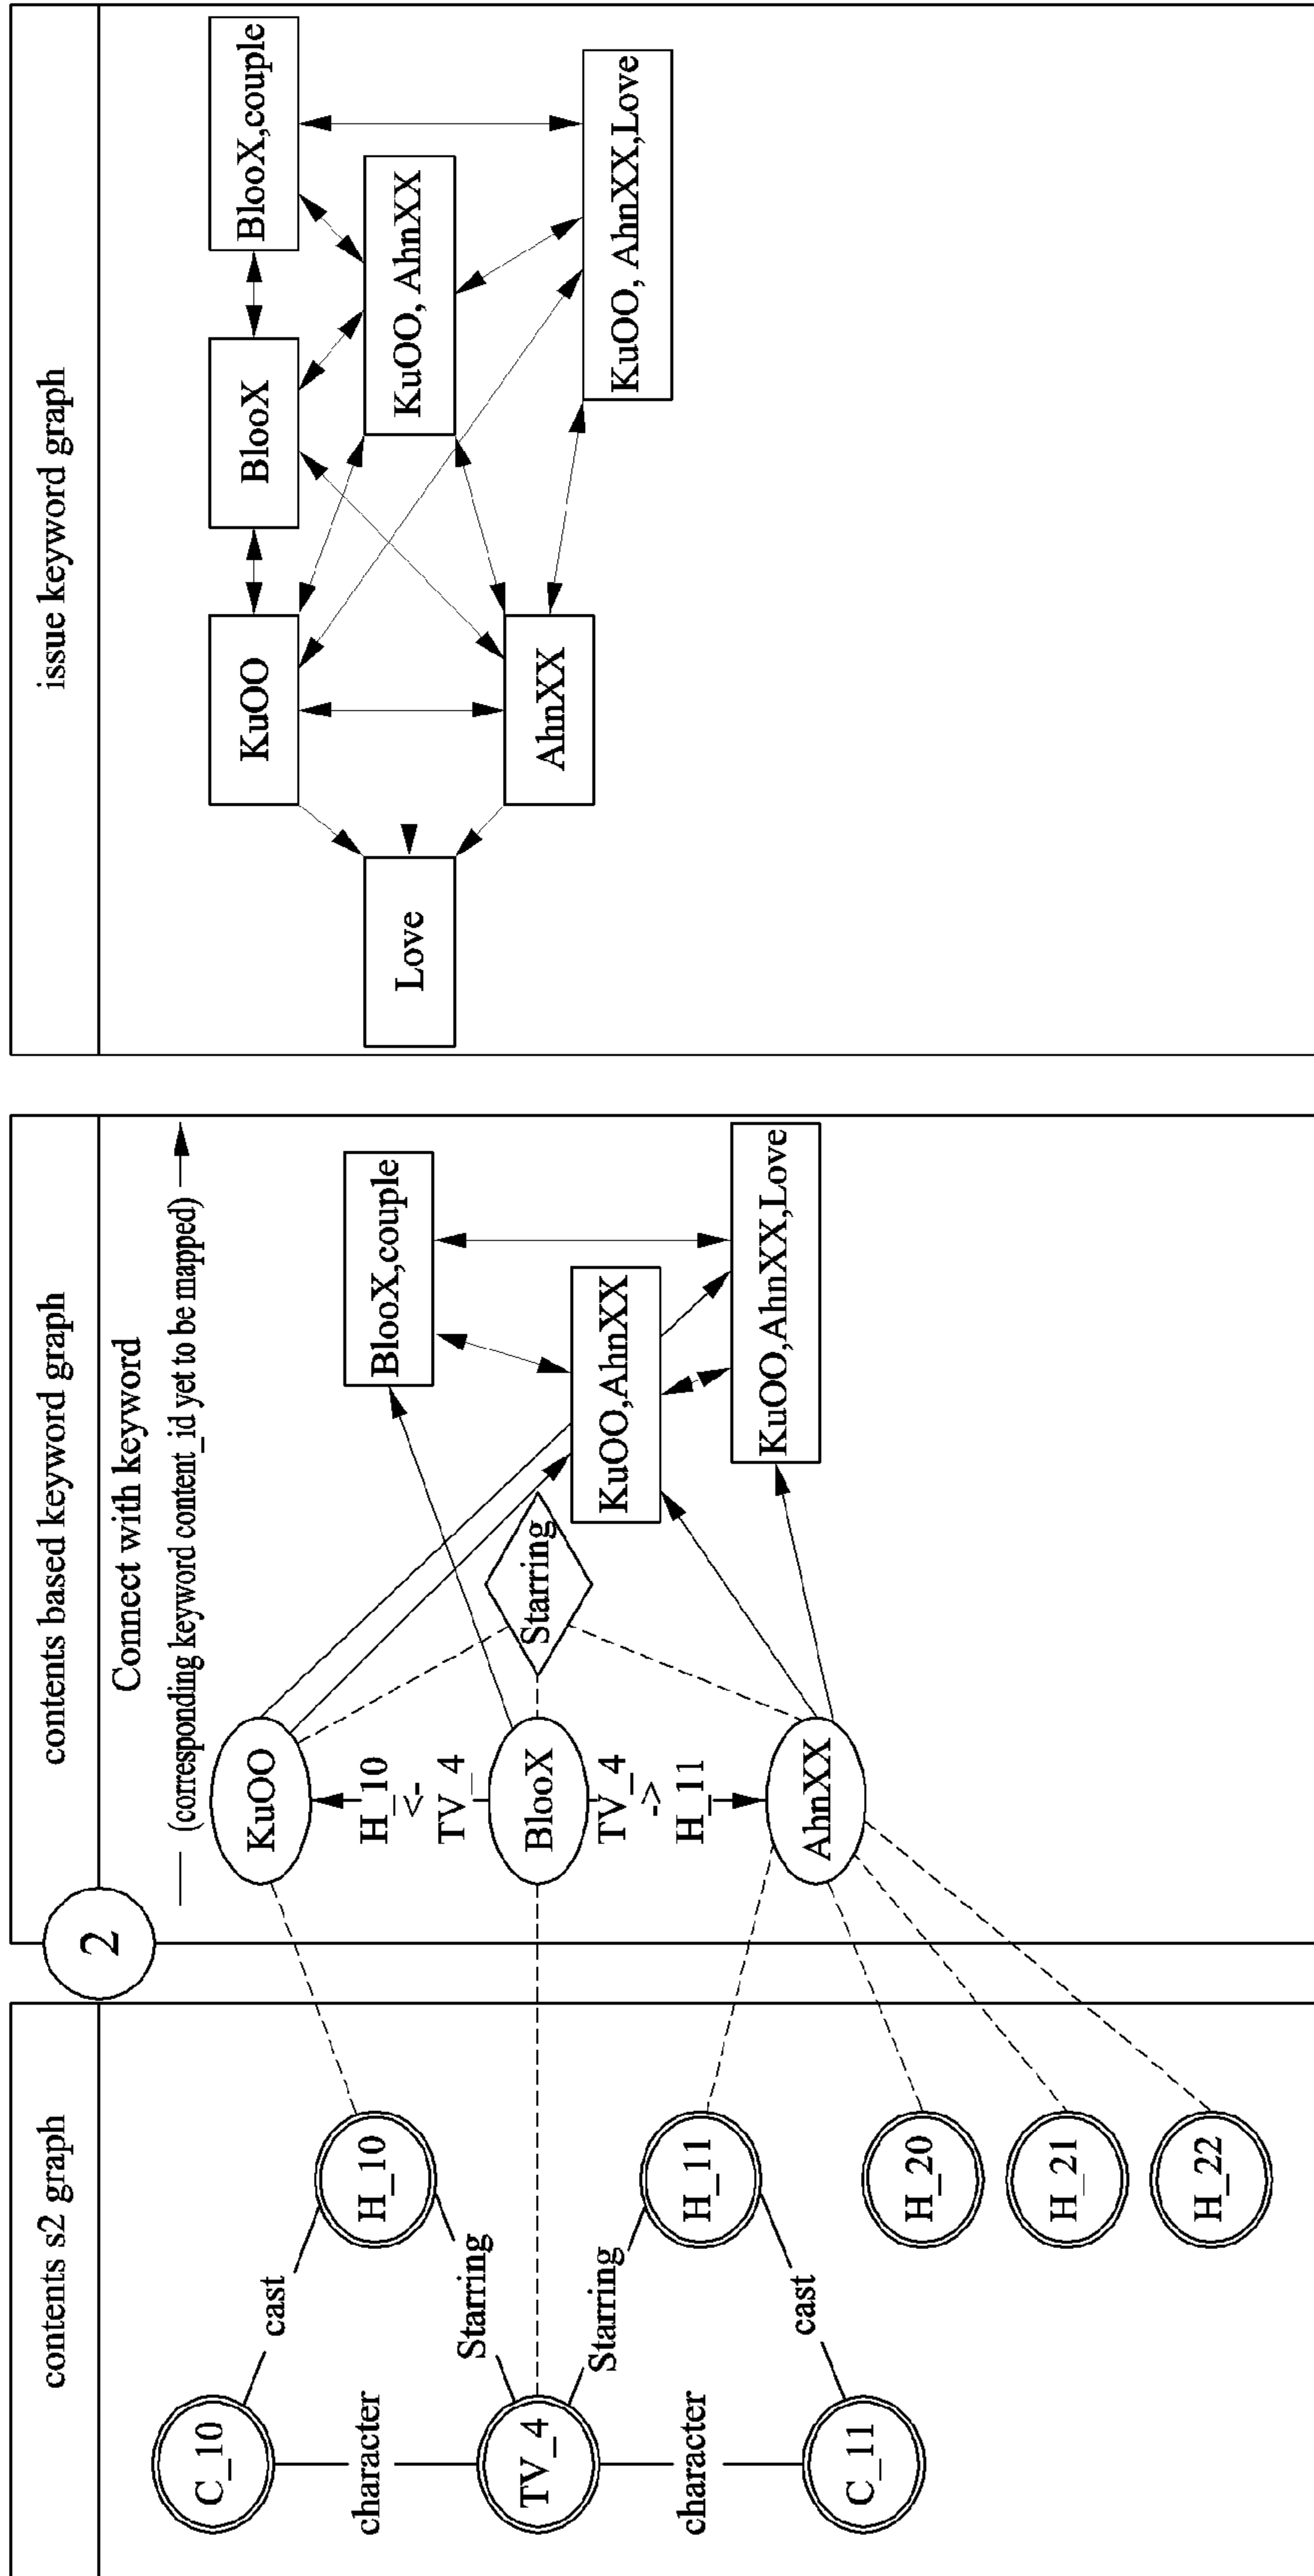 contents s2 graph
C_10
cast
H_10
character
Starring
TV_4
Starring
H_11
character
cast
C_11
H_20
H_21
H_22
2
contents based keyword graph
Connect with keyword
(corresponding keyword content_id yet to be mapped)
KuOO
H_10
<-
TV_4
BlooX
TV_4
->
H_11
AhnXX
Starring
BlooX,couple
KuOO,AhnXX
KuOO,AhnXX,Love
issue keyword graph
KuOO
BlooX
BlooX,couple
Love
KuOO, AhnXX
AhnXX
KuOO, AhnXX,Love